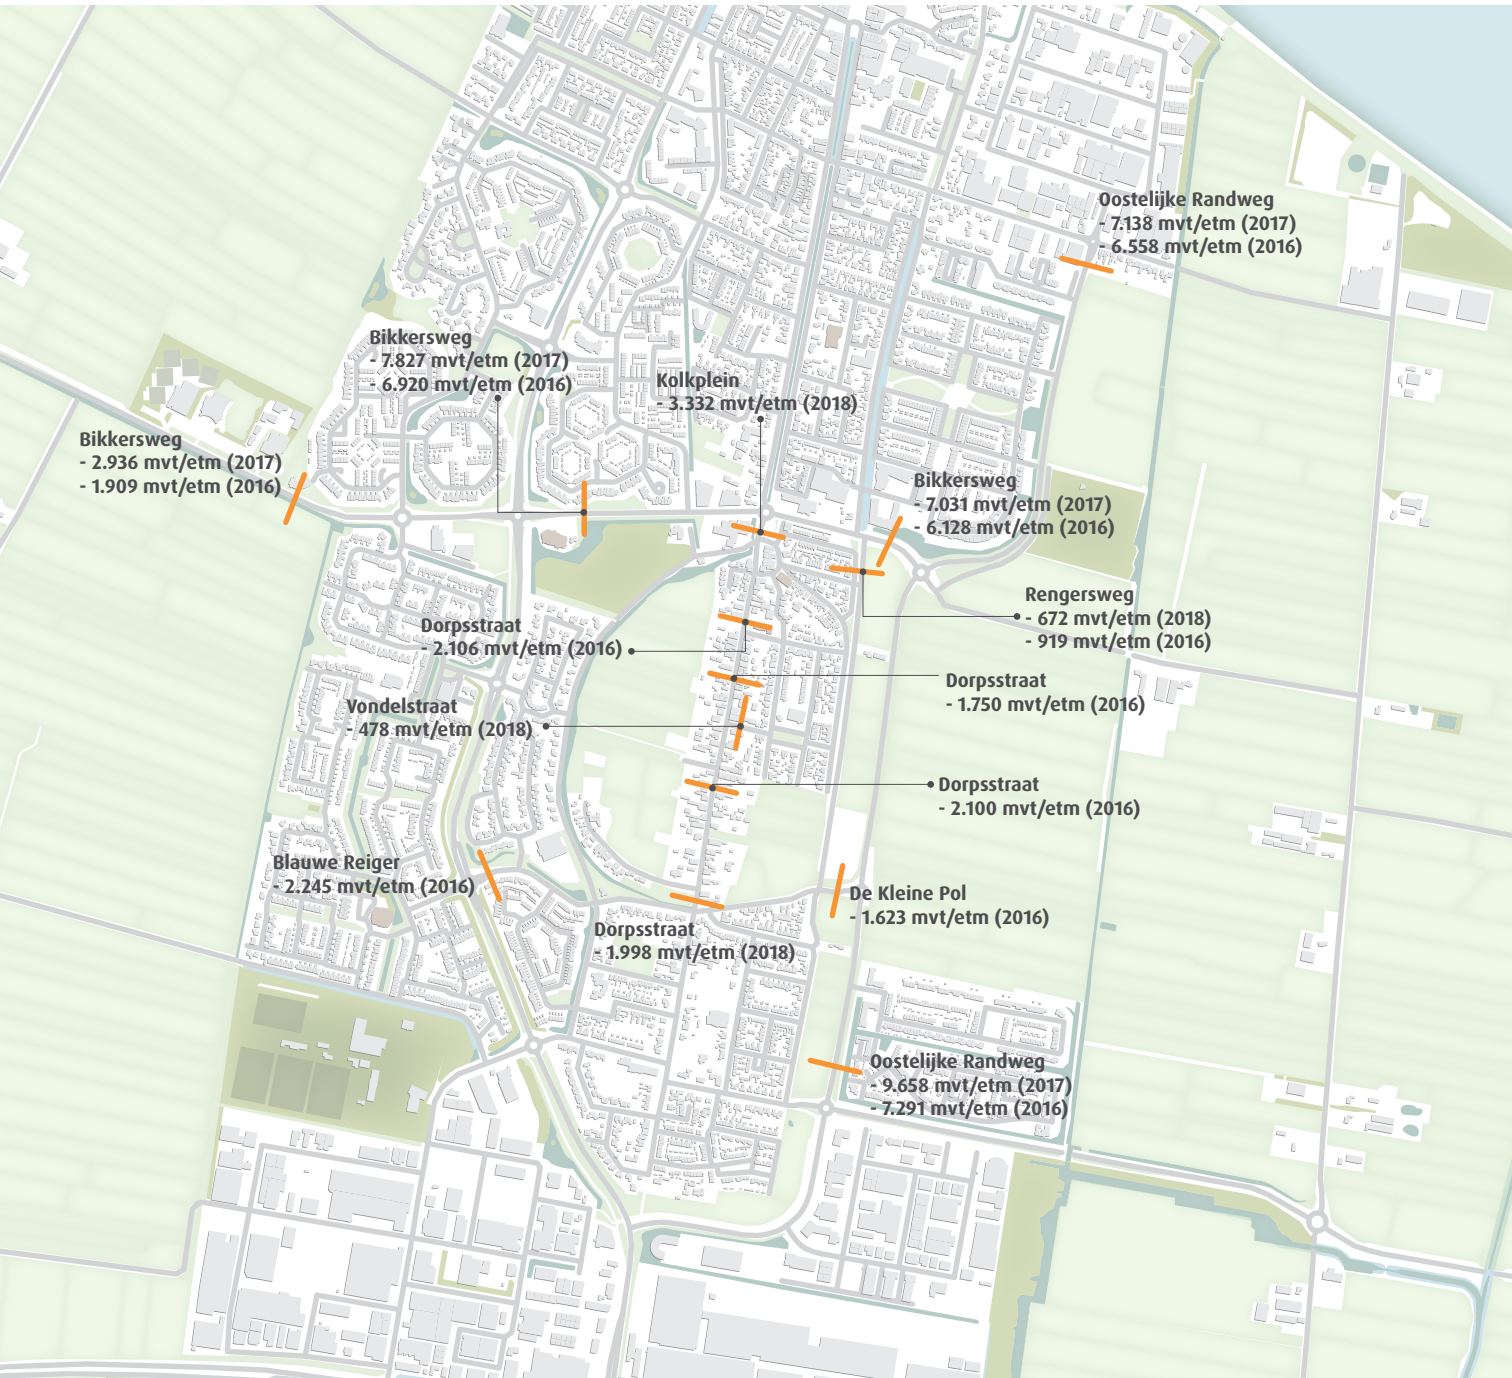 Oostelijke Randweg
- 7.138 mvt/etm (2017)
- 6.558 mvt/etm (2016)
Bikkersweg
- 7.827 mvt/etm (2017)
- 6.920 mvt/etm (2016)
Kolkplein
- 3.332 mvt/etm (2018)
Bikkersweg
- 2.936 mvt/etm (2017)
- 1.909 mvt/etm (2016)
Bikkersweg
- 7.031 mvt/etm (2017)
- 6.128 mvt/etm (2016)
Rengersweg
- 672 mvt/etm (2018)
- 919 mvt/etm (2016)
Dorpsstraat
- 2.106 mvt/etm (2016)
Dorpsstraat
- 1.750 mvt/etm (2016)
Vondelstraat
- 478 mvt/etm (2018)
Dorpsstraat
- 2.100 mvt/etm (2016)
Blauwe Reiger
- 2.245 mvt/etm (2016)
De Kleine Pol
- 1.623 mvt/etm (2016)
Dorpsstraat
- 1.998 mvt/etm (2018)
Oostelijke Randweg
- 9.658 mvt/etm (2017)
- 7.291 mvt/etm (2016)